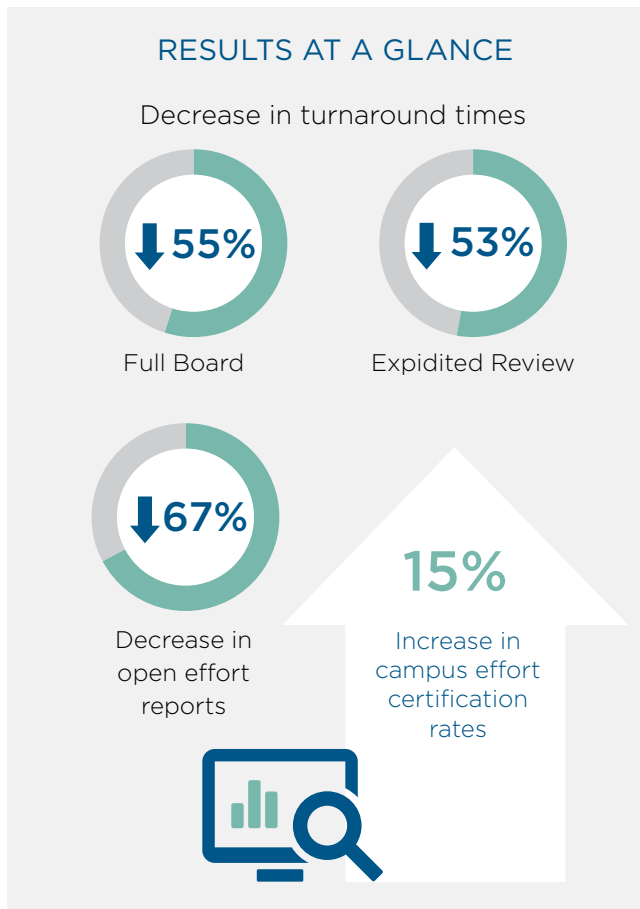 RESULTS AT A GLANCE
Decrease in turnaround times
55%
Full Board
53%
Expidited Review
67%
Decrease in
open effort
reports
15%
Increase in
campus effort
certification
rates